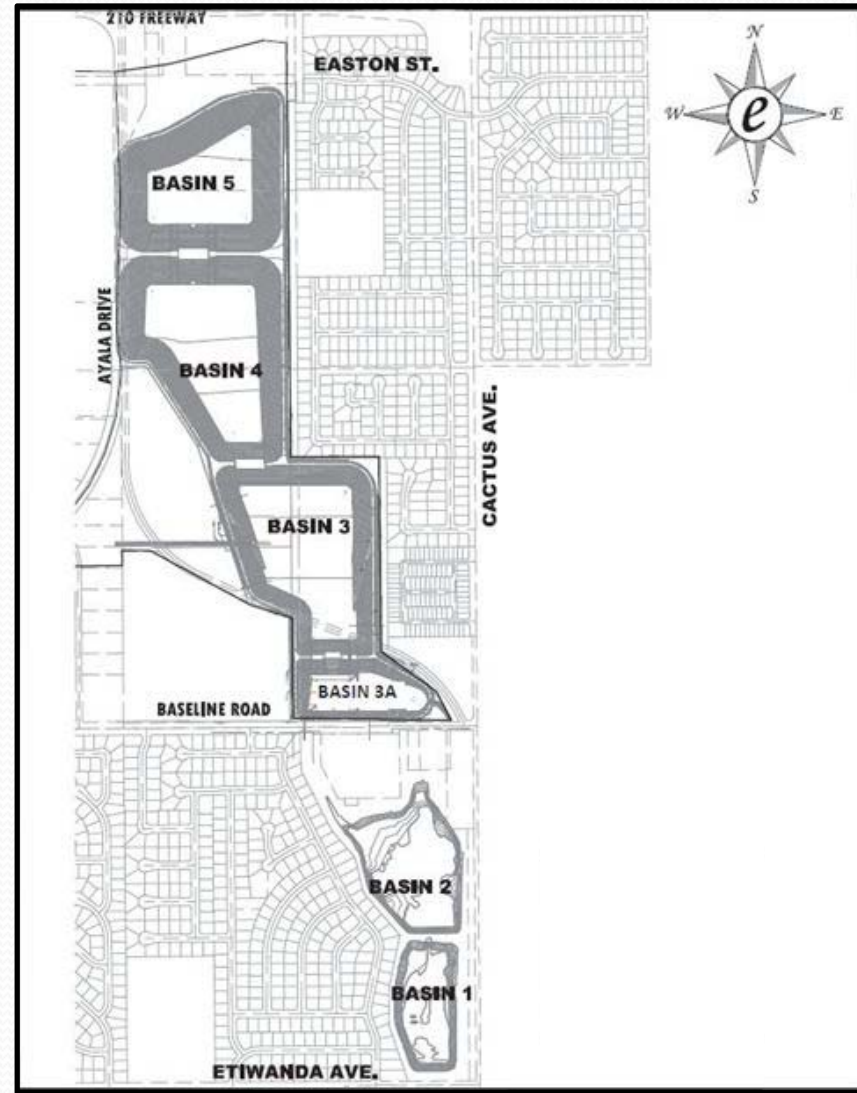 210 FREEWAY
EASTON ST.
N
W
e
E
S
BASIN 5
AYALA DRIVE
BASIN 4
CACTUS AVE.
BASIN 3
BASIN 3A
BASELINE ROAD
BASIN 2
BASIN 1
ETIWANDA AVE.